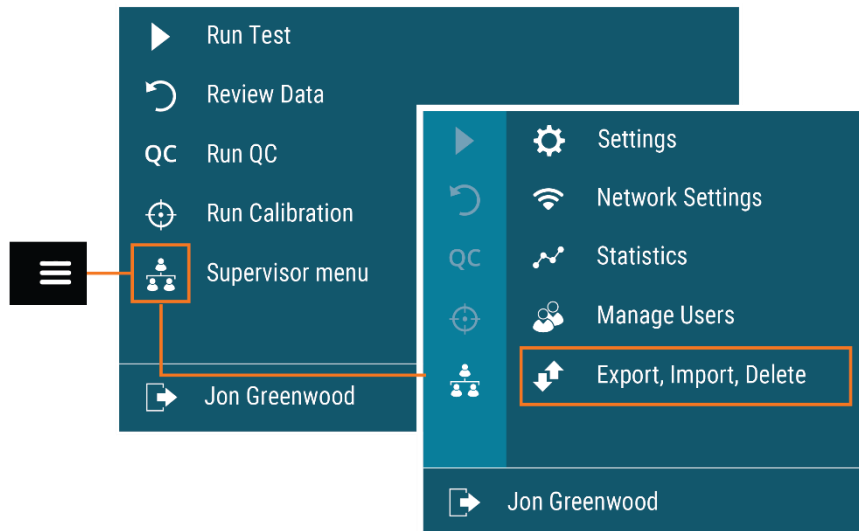 Run Test
Review Data
QC Run QC
Run Calibration
Supervisor menu
Jon Greenwood
Settings
Network Settings
QC Statistics
Manage Users
Export, Import, Delete
Jon Greenwood